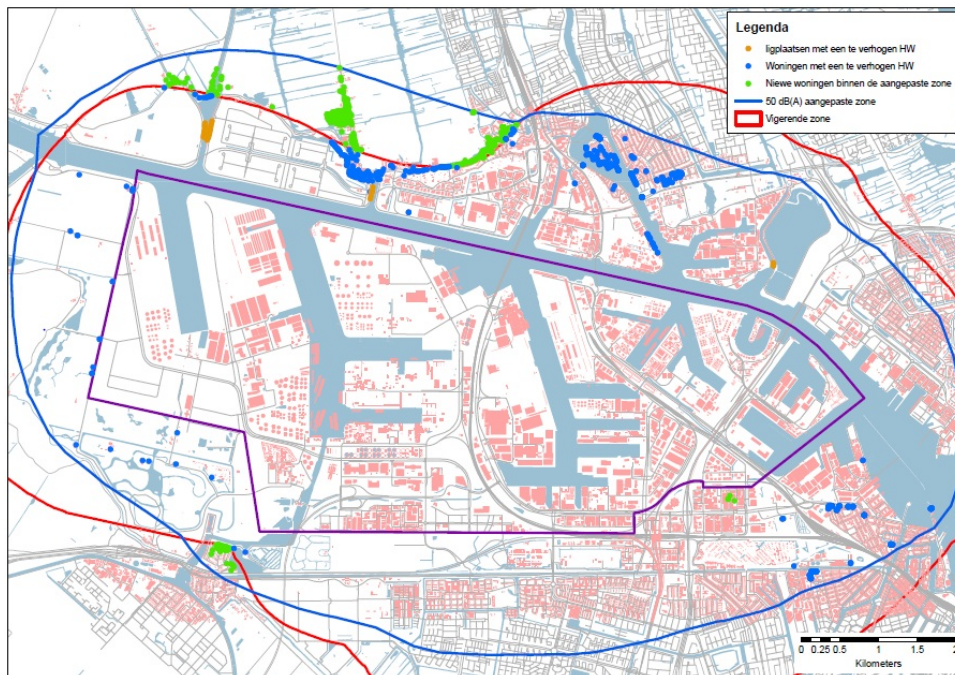 Legenda
ligplaatsen met een te verhogen HW
Woningen met een te verhogen HW
Niewe woningen binnen de aangepaste zone
50 dB(A) aangepaste zone
Vigerende zone
0 0.25 0.5 1 1.5 2
Kilometers